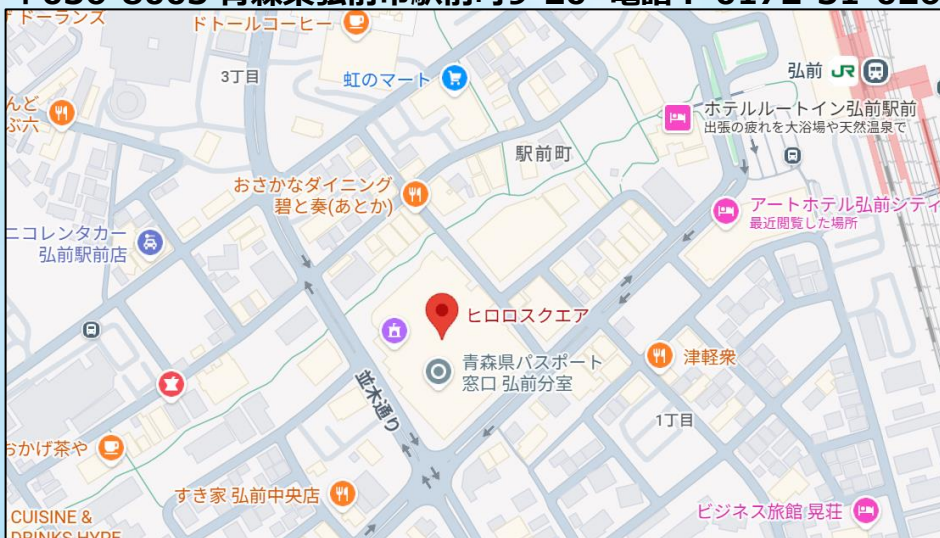 ドトールコーヒー
ドーランズ
3丁目
虹のマート
弘前 JR
ホテルルートイン弘前駅前
出張の疲れを大浴場や天然温泉で
駅前町
おさかなダイニング
碧と奏(あとか)
アートホテル弘前シティ
最近閲覧した場所
ニコレンタカー
弘前駅前店
ヒロロスクエア
青森県パスポート
窓口 弘前分室
津軽衆
並木通り
1丁目
おかげ茶や
すき家 弘前中央店
ビジネス旅館 晃荘
CUISINE &